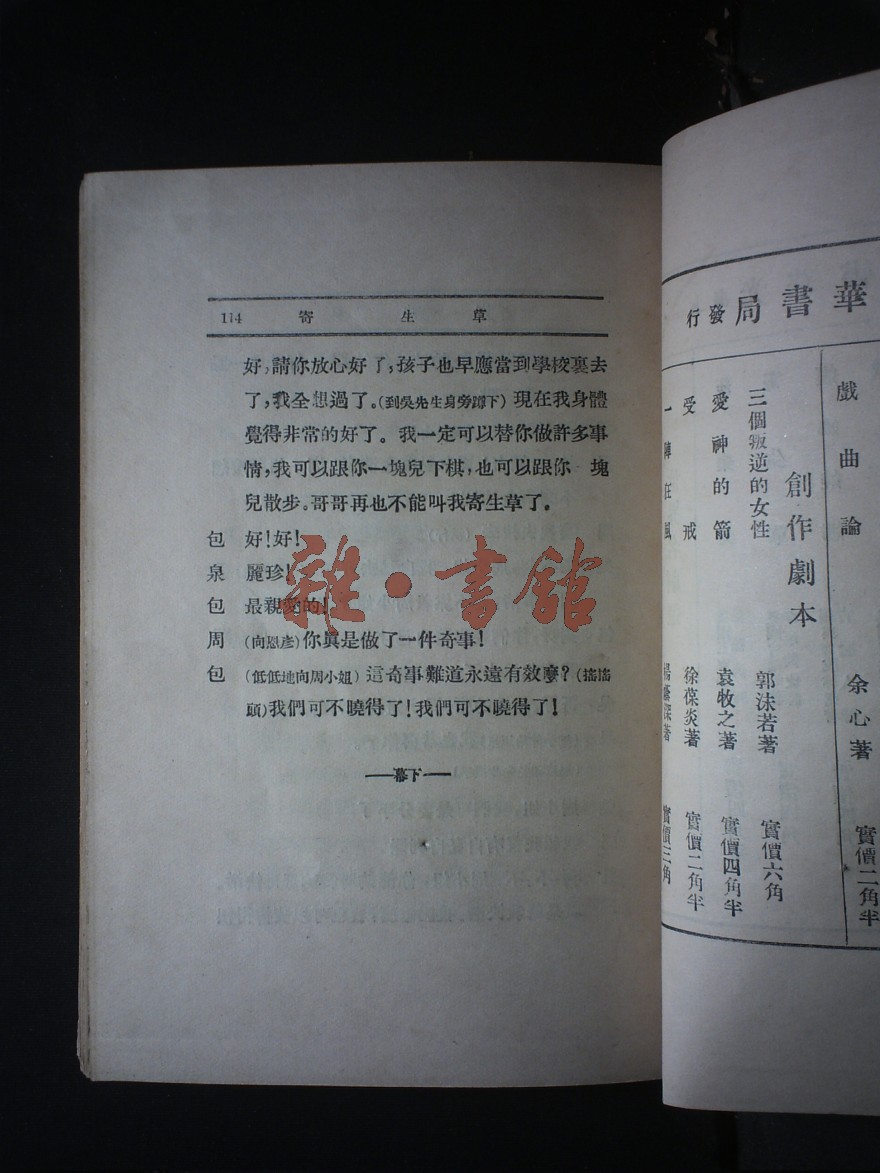 114 寄生草
好,請你放心好了,孩子也早應當到學校裏去
了,我全想過了。(到吳先生身旁蹲下) 現在我身體
覺得非常的好了。我一定可以替你做許多事
情,我可以跟你一塊兒下棋,也可以跟你 塊
兒散步。哥哥再也不能叫我寄生草了。
包 好!好!
泉 麗珍!
包 最親愛的!
周 (向恩彥)你眞是做了一件奇事!
包 (低低地向周小姐) 這奇事難道永遠有效麼?(搖搖
頭)我們可不曉得了!我們可不曉得了!
——幕下——
雜·書館
華書局發行
戲曲論 余心著 實價二角半
創作劇本
三個叛逆的女性 郭沫若著 實價六角
愛神的箭 袁牧之著 實價四角半
受戒 徐葆炎著 實價二角半
一陣狂風 著 實價三角